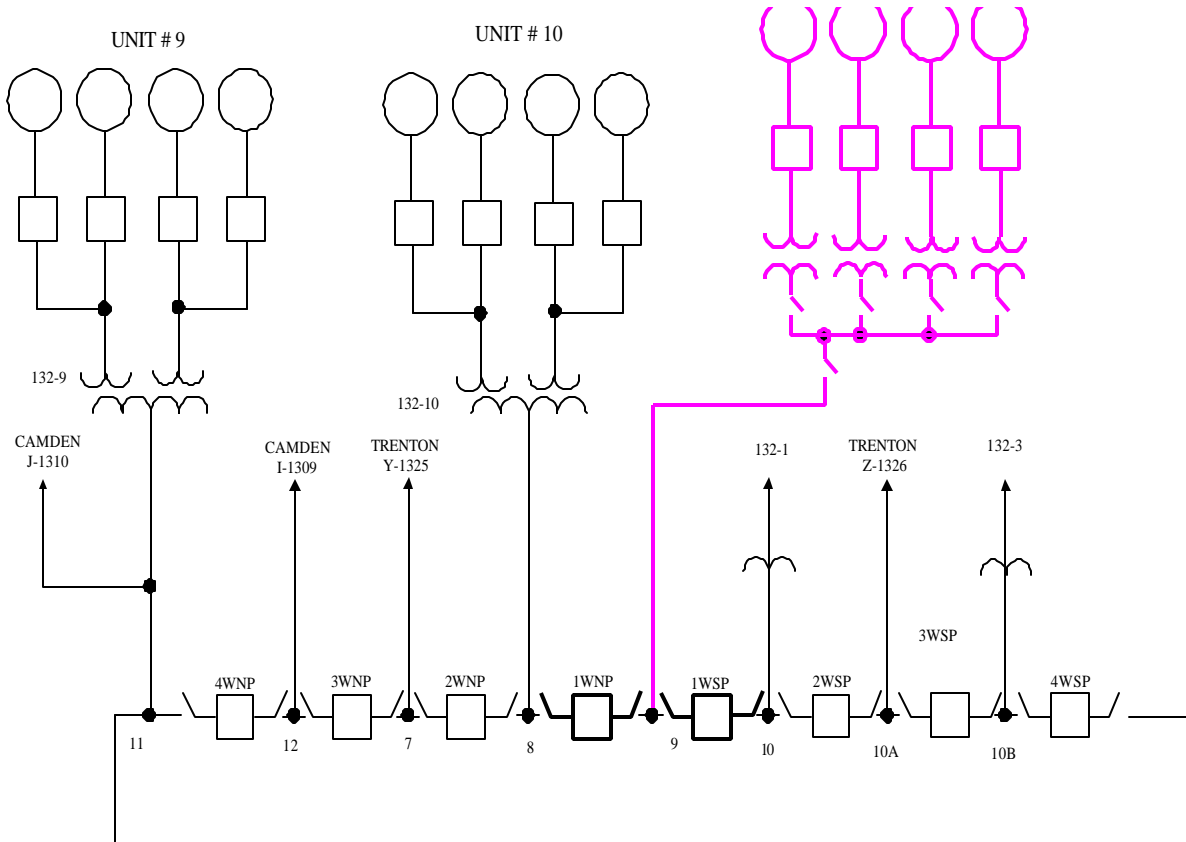 UNIT # 9
UNIT # 10
132-9
132-10
CAMDEN
J-1310
CAMDEN
I-1309
TRENTON
Y-1325
132-1
TRENTON
Z-1326
132-3
3WSP
4WNP
3WNP
2WNP
1WNP
1WSP
2WSP
4WSP
11
12
7
8
9
10
10A
10B